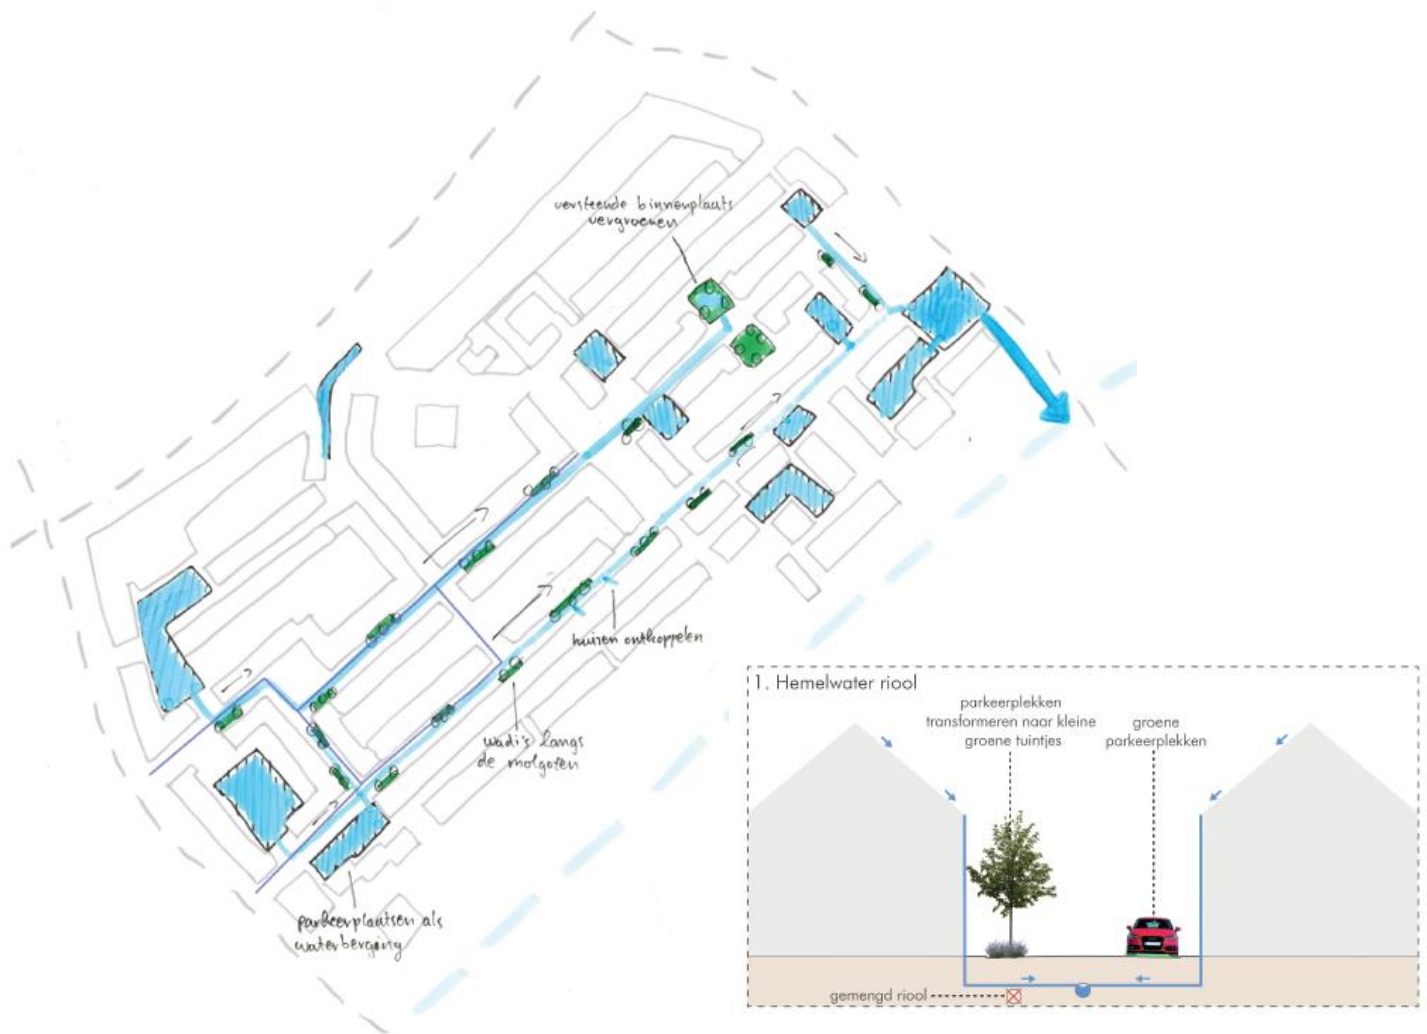 versteende binnenplaats
vergroenen
huizen ontkoppelen
wadi's langs
de molgoten
parkeerplaatsen als
waterberging
1. Hemelwater riool
parkeerplekken
transformeren naar kleine
groene tuintjes
groene
parkeerplekken
gemengd riool